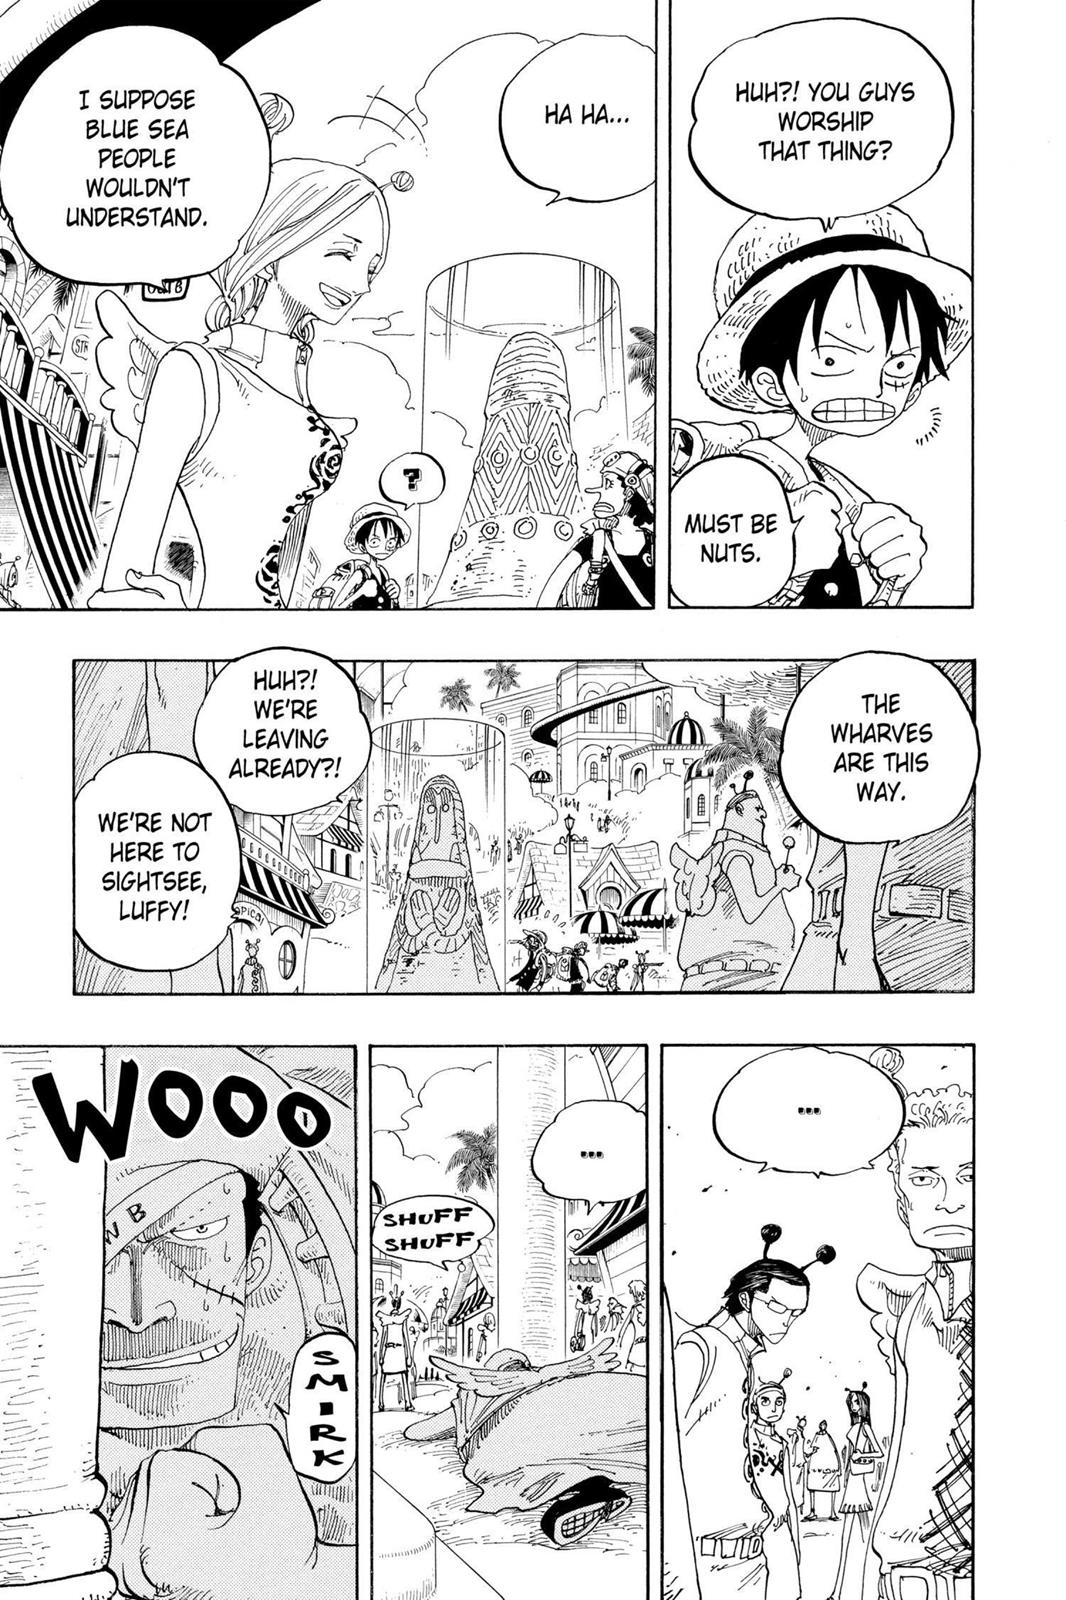 HUH?! YOU GUYS
WORSHIP
THAT THING?
MUST BE
NUTS.
HA HA...
I SUPPOSE
BLUE SEA
PEOPLE
WOULDN'T
UNDERSTAND.
?
STR
THE
WHARVES
ARE THIS
WAY.
HUH?!
WE'RE
LEAVING
ALREADY?!
WE'RE NOT
HERE TO
SIGHTSEE,
LUFFY!
...
...
SHUFF
SHUFF
WOOO
WB
SMIRK